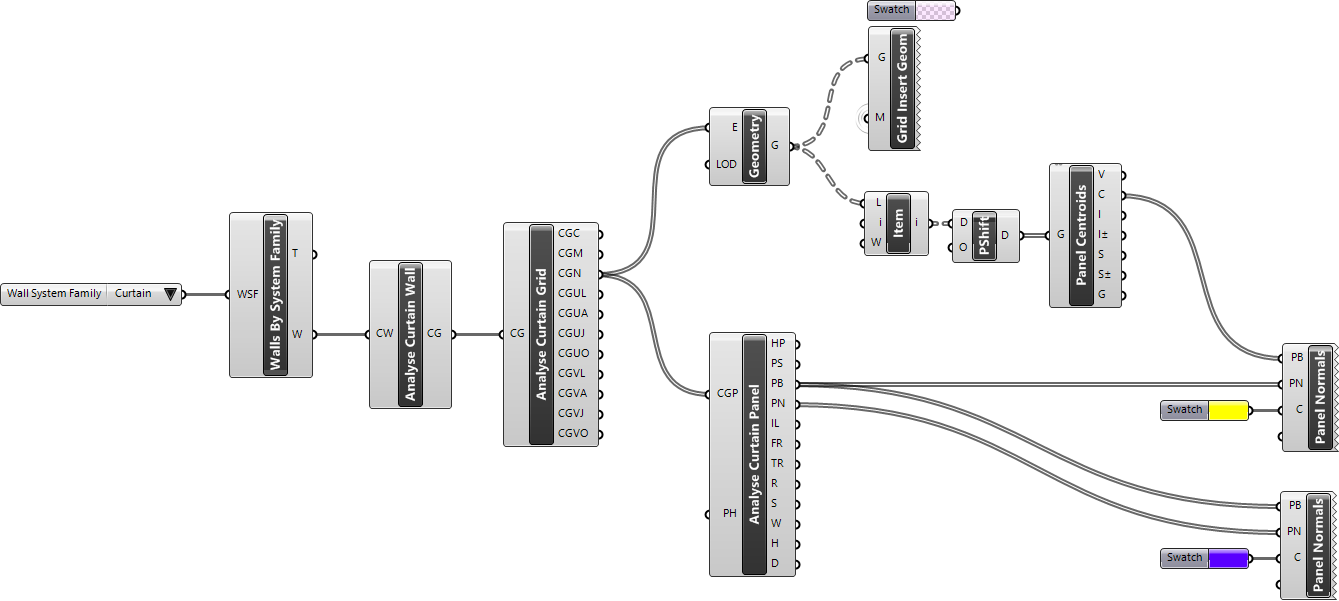 Wall System Family Curtain
WSF
Walls By System Family
T
W
CW
Analyse Curtain Wall
CG
CG
Analyse Curtain Grid
CGC
CGM
CGN
CGUL
CGUA
CGUJ
CGUO
CGVL
CGVA
CGVJ
CGVO
E
LOD
Geometry
G
Swatch
G
M
Grid Insert Geom
L
i
W
Item
i
D
O
PShift
D
G
Panel Centroids
V
C
I
I±
S
S±
G
CGP
PH
Analyse Curtain Panel
HP
PS
PB
PN
IL
FR
TR
R
S
W
H
D
PB
PN
C
Panel Normals
Swatch
PB
PN
C
Panel Normals
Swatch